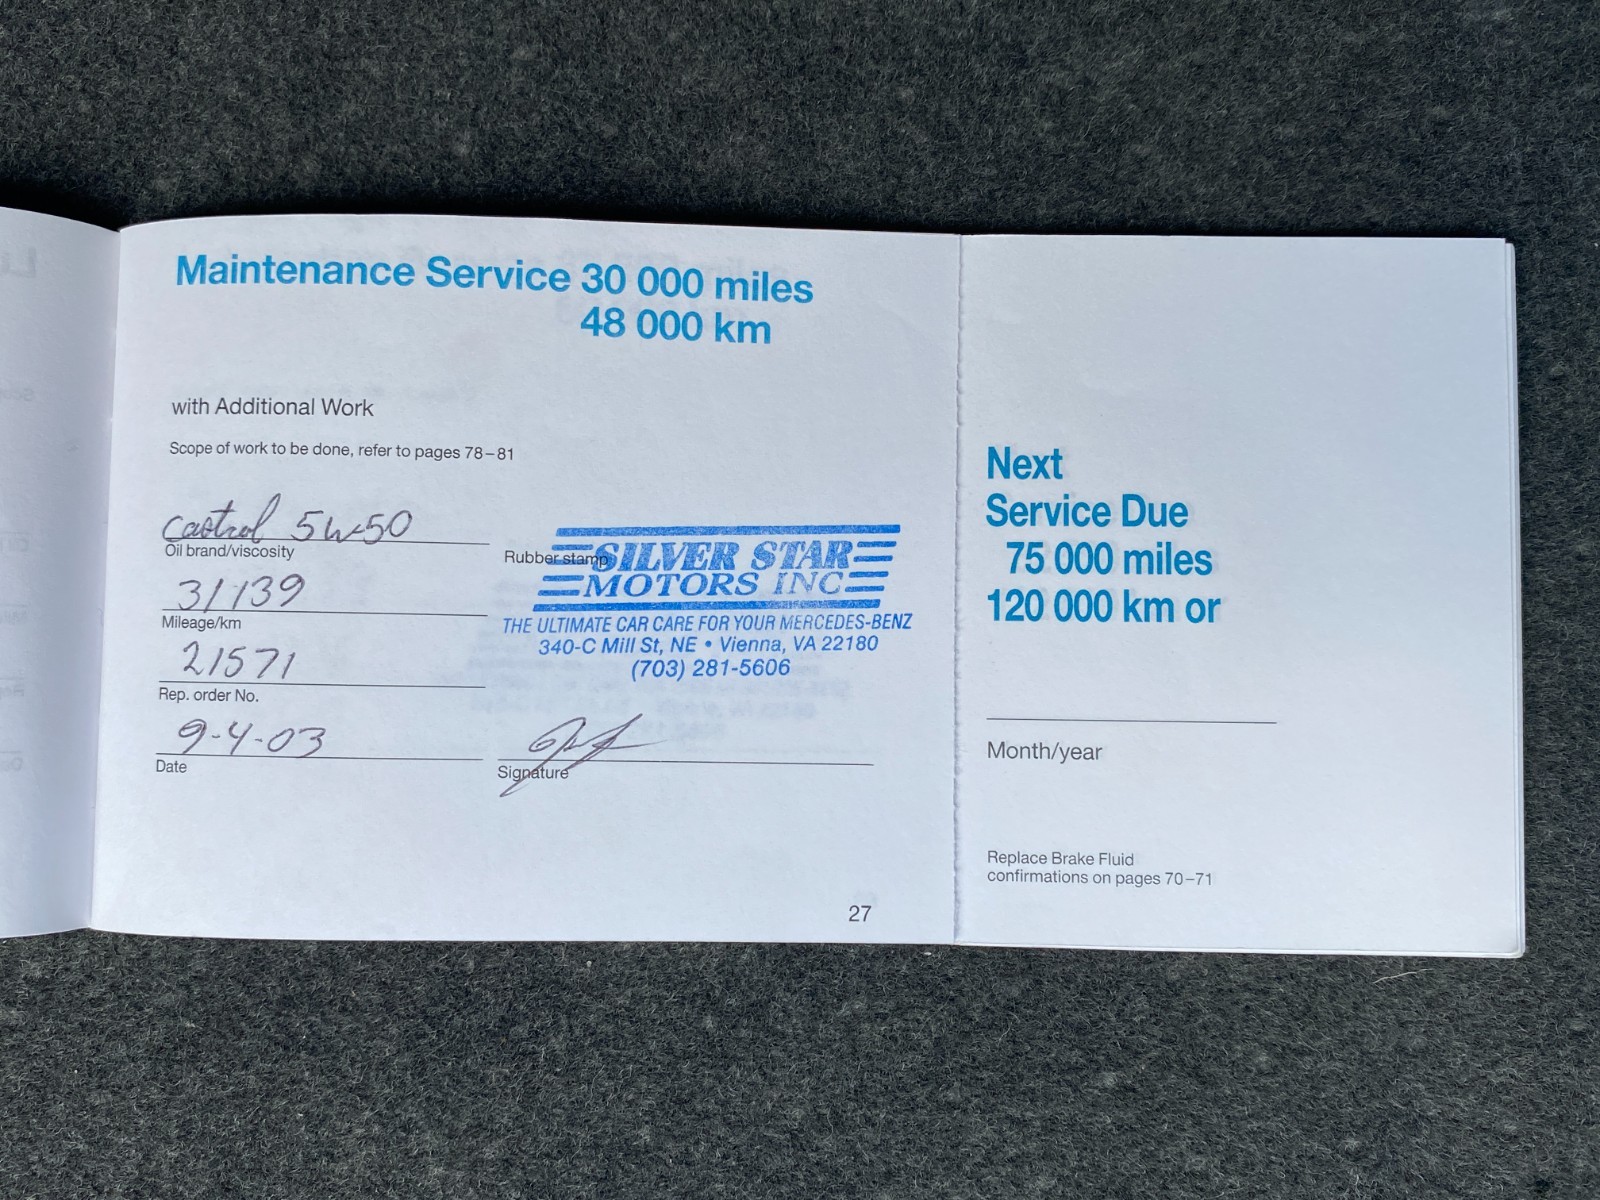 Maintenance Service 30 000 miles
48 000 km
with Additional Work
Scope of work to be done, refer to pages 78–81
Castrol 5W-50
Oil brand/viscosity
31139
Mileage/km
21571
Rep. order No.
9-4-03
Date
Rubber stamp
SILVER STAR
MOTORS INC
THE ULTIMATE CAR CARE FOR YOUR MERCEDES-BENZ
340-C Mill St, NE • Vienna, VA 22180
(703) 281-5606
Signature
27
Next
Service Due
75 000 miles
120 000 km or
Month/year
Replace Brake Fluid
confirmations on pages 70–71